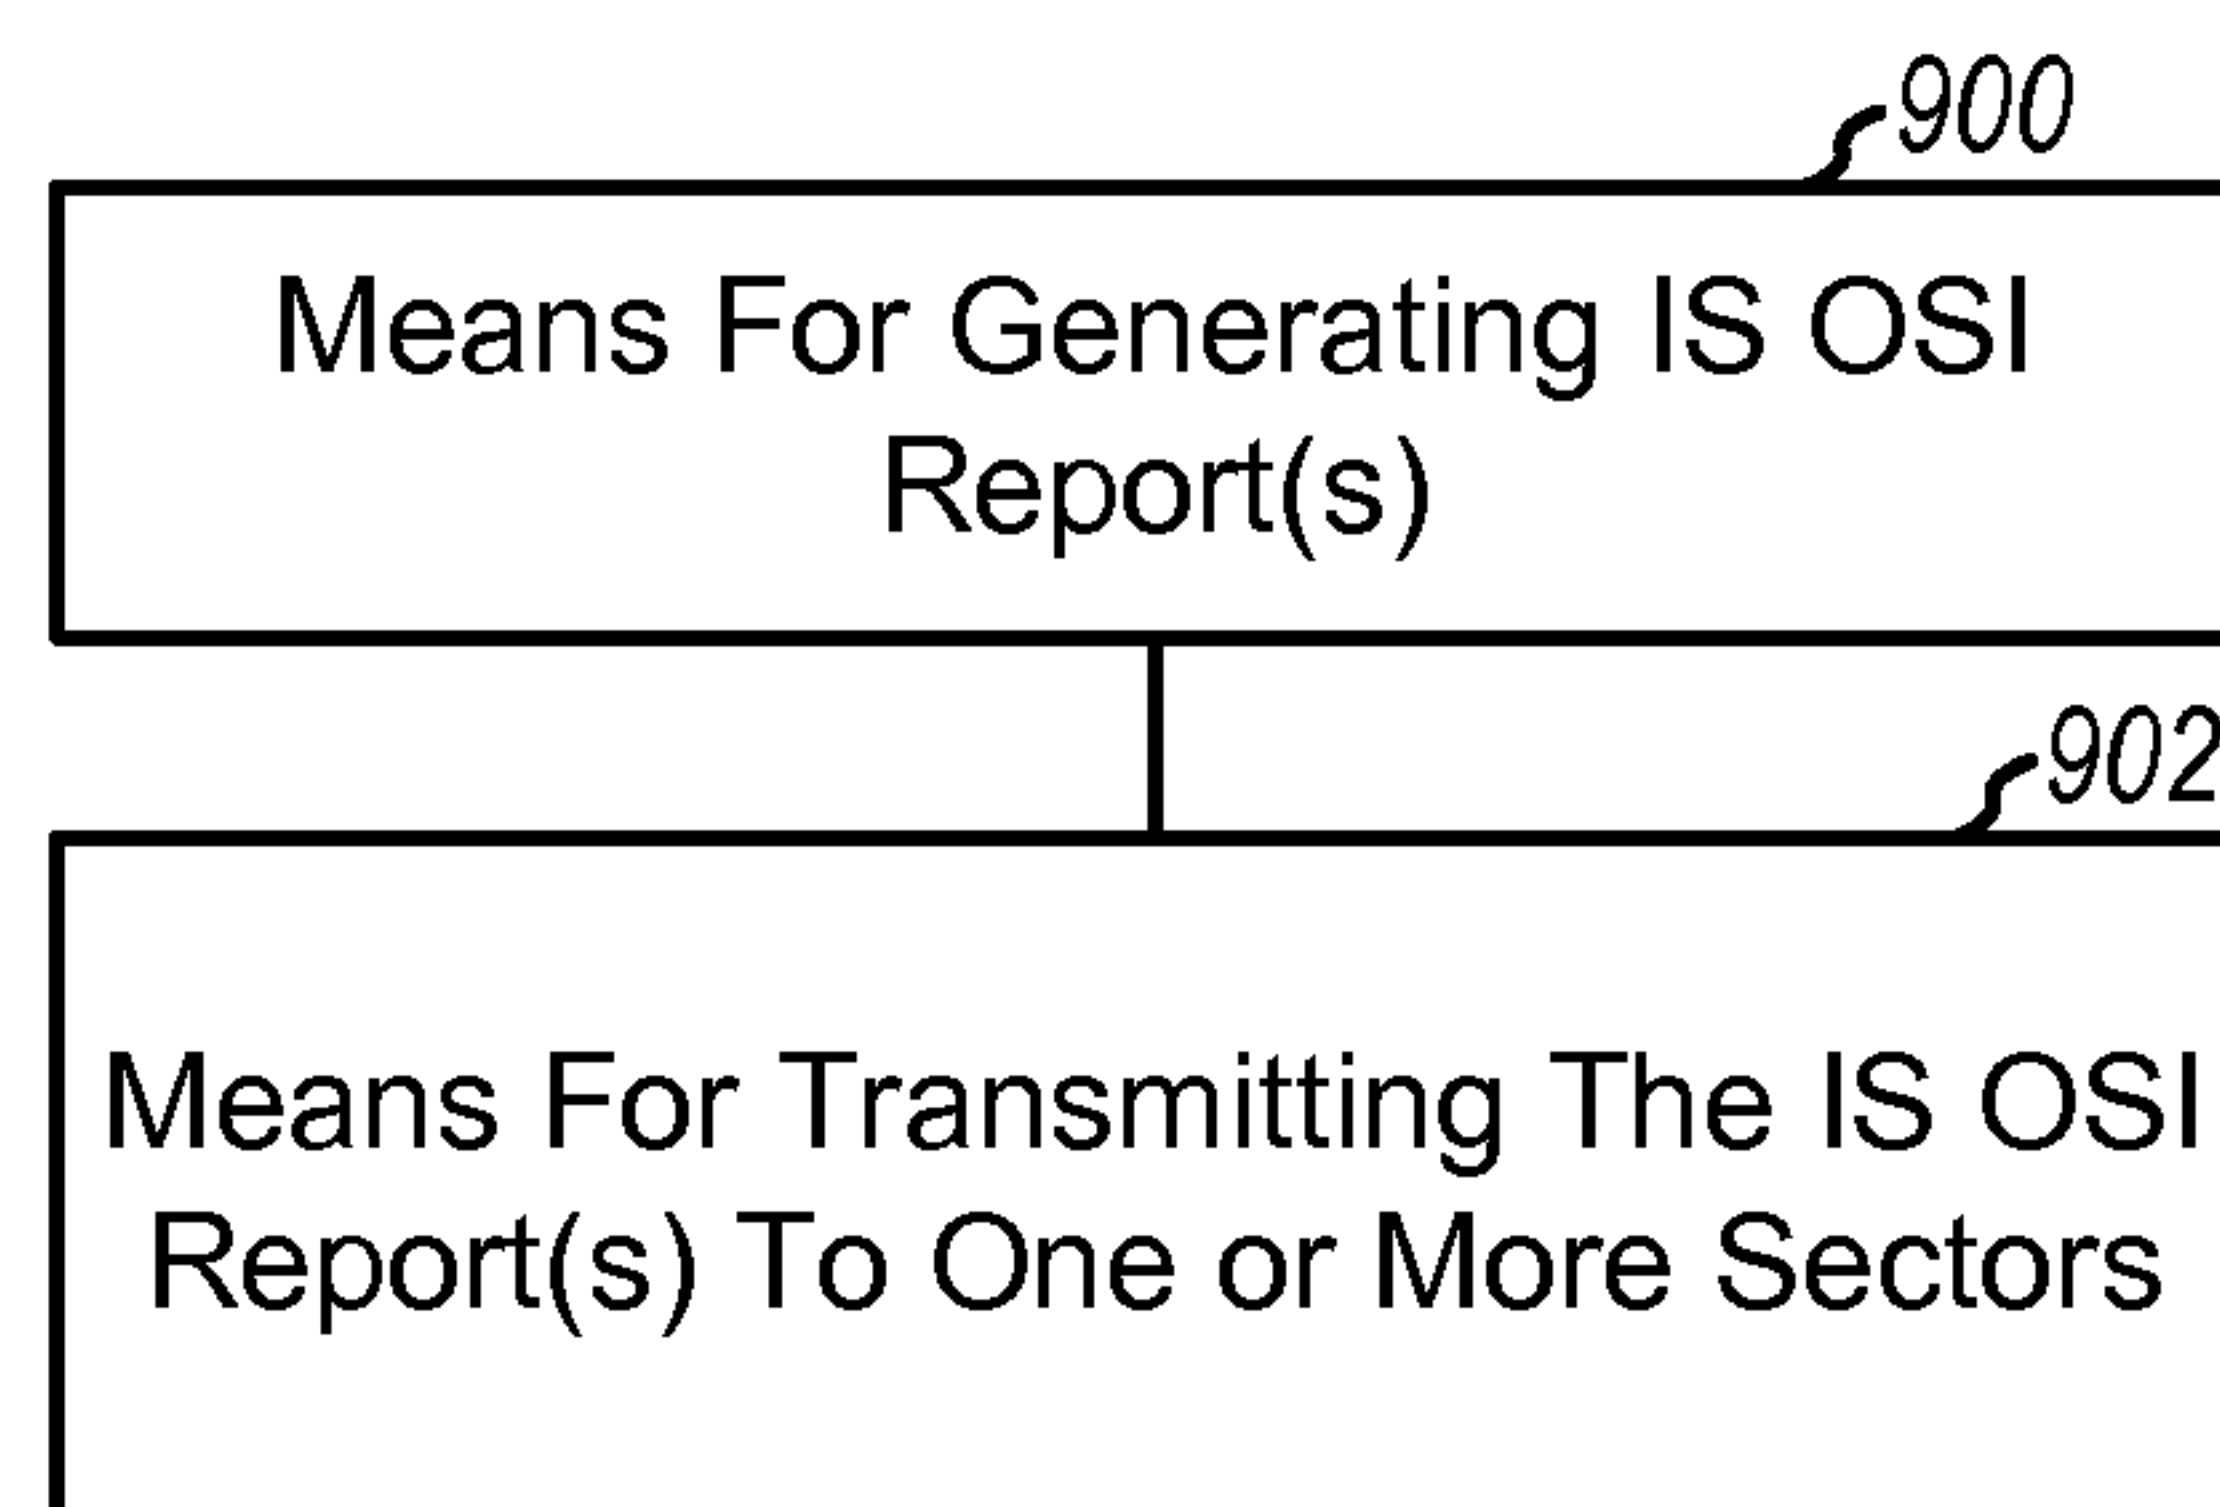 900
Means For Generating IS OSI
Report(s)
902
Means For Transmitting The IS OSI
Report(s) To One or More Sectors